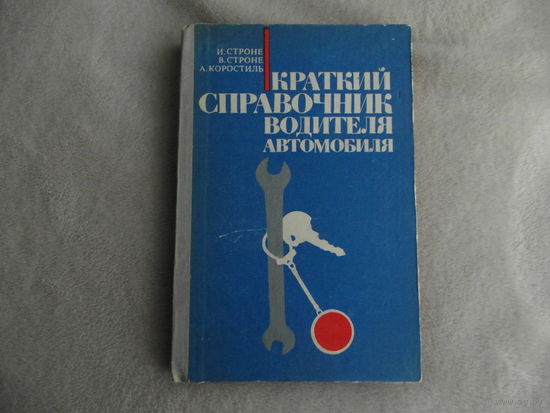 И. СТРОНЕ
В. СТРОНЕ
А. КОРОСТИЛЬ
КРАТКИЙ
СПРАВОЧНИК
ВОДИТЕЛЯ
АВТОМОБИЛЯ